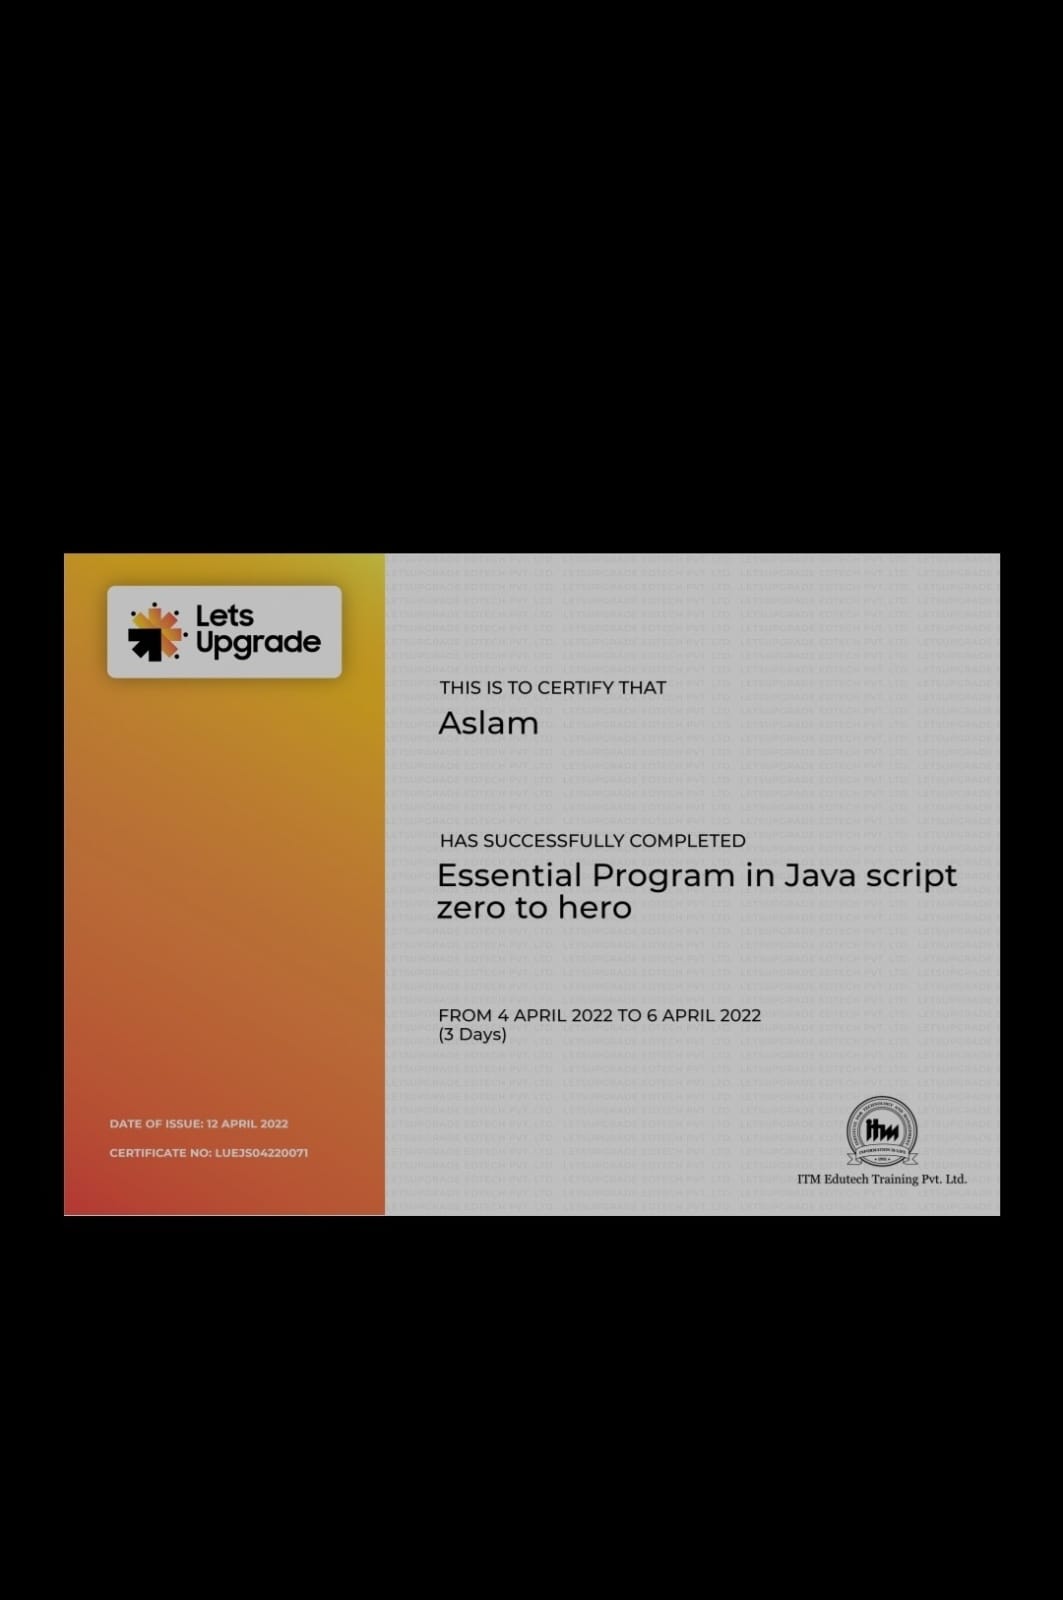 Lets
Upgrade
THIS IS TO CERTIFY THAT
Aslam
HAS SUCCESSFULLY COMPLETED
Essential Program in Java script
zero to hero
FROM 4 APRIL 2022 TO 6 APRIL 2022
(3 Days)
DATE OF ISSUE: 12 APRIL 2022
CERTIFICATE NO: LUEJS04220071
itm
ITM Edutech Training Pvt. Ltd.